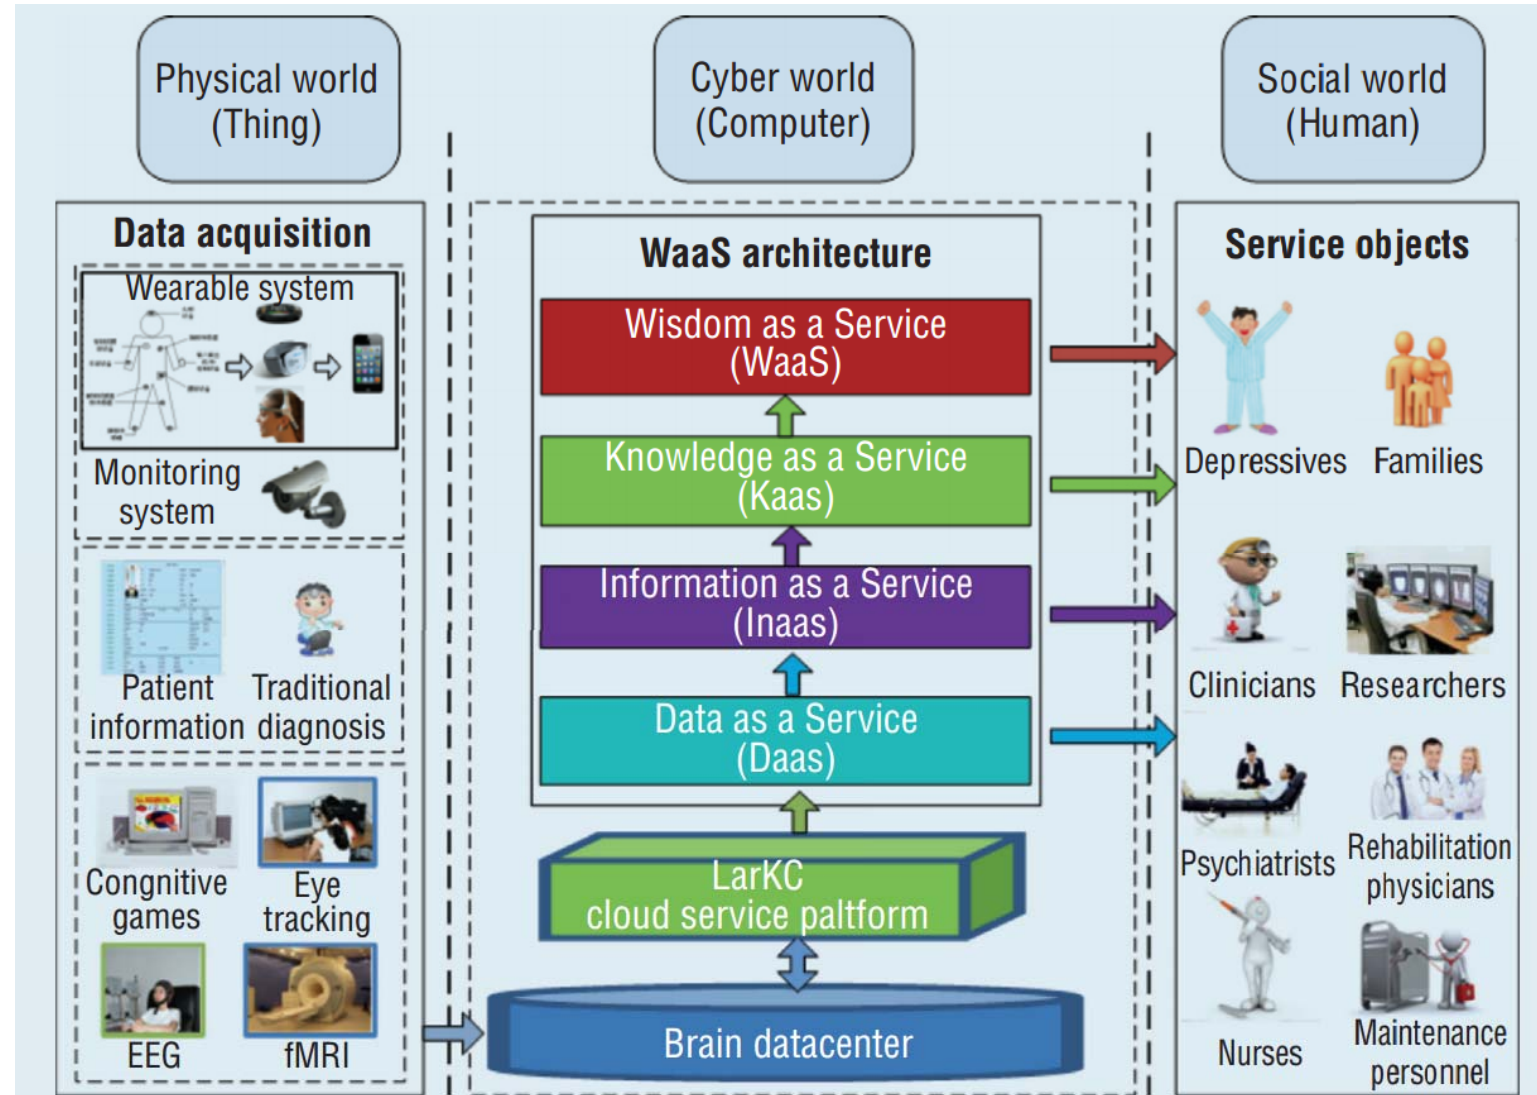 Physical world
(Thing)
Cyber world
(Computer)
Social world
(Human)
Data acquisition
Wearable system
Monitoring
system
Patient
information
Traditional
diagnosis
Congnitive
games
Eye
tracking
EEG
fMRI
WaaS architecture
Wisdom as a Service
(WaaS)
Knowledge as a Service
(Kaas)
Information as a Service
(Inaas)
Data as a Service
(Daas)
LarKC
cloud service paltform
Brain datacenter
Service objects
Depressives
Families
Clinicians
Researchers
Psychiatrists
Rehabilitation
physicians
Nurses
Maintenance
personnel